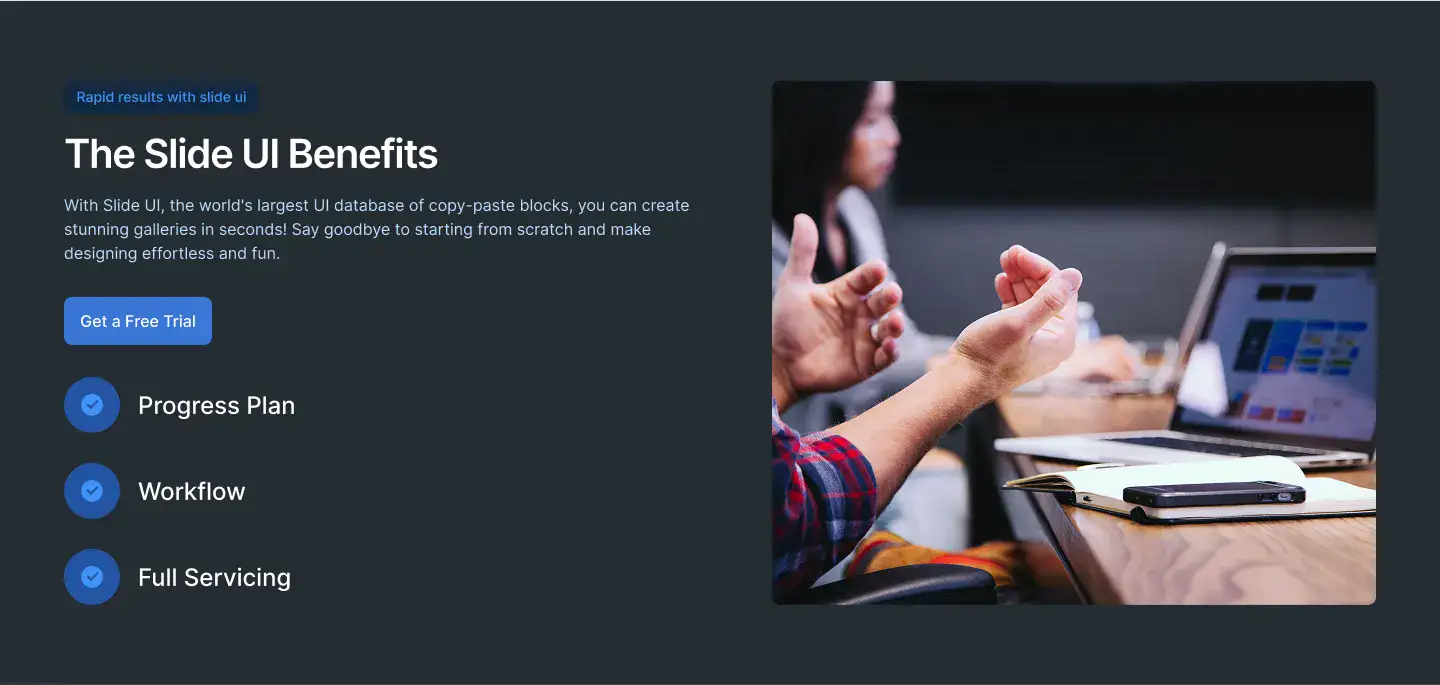 Rapid results with slide ui
The Slide UI Benefits
With Slide UI, the world's largest UI database of copy-paste blocks, you can create
stunning galleries in seconds! Say goodbye to starting from scratch and make
designing effortless and fun.
Get a Free Trial
Progress Plan
Workflow
Full Servicing